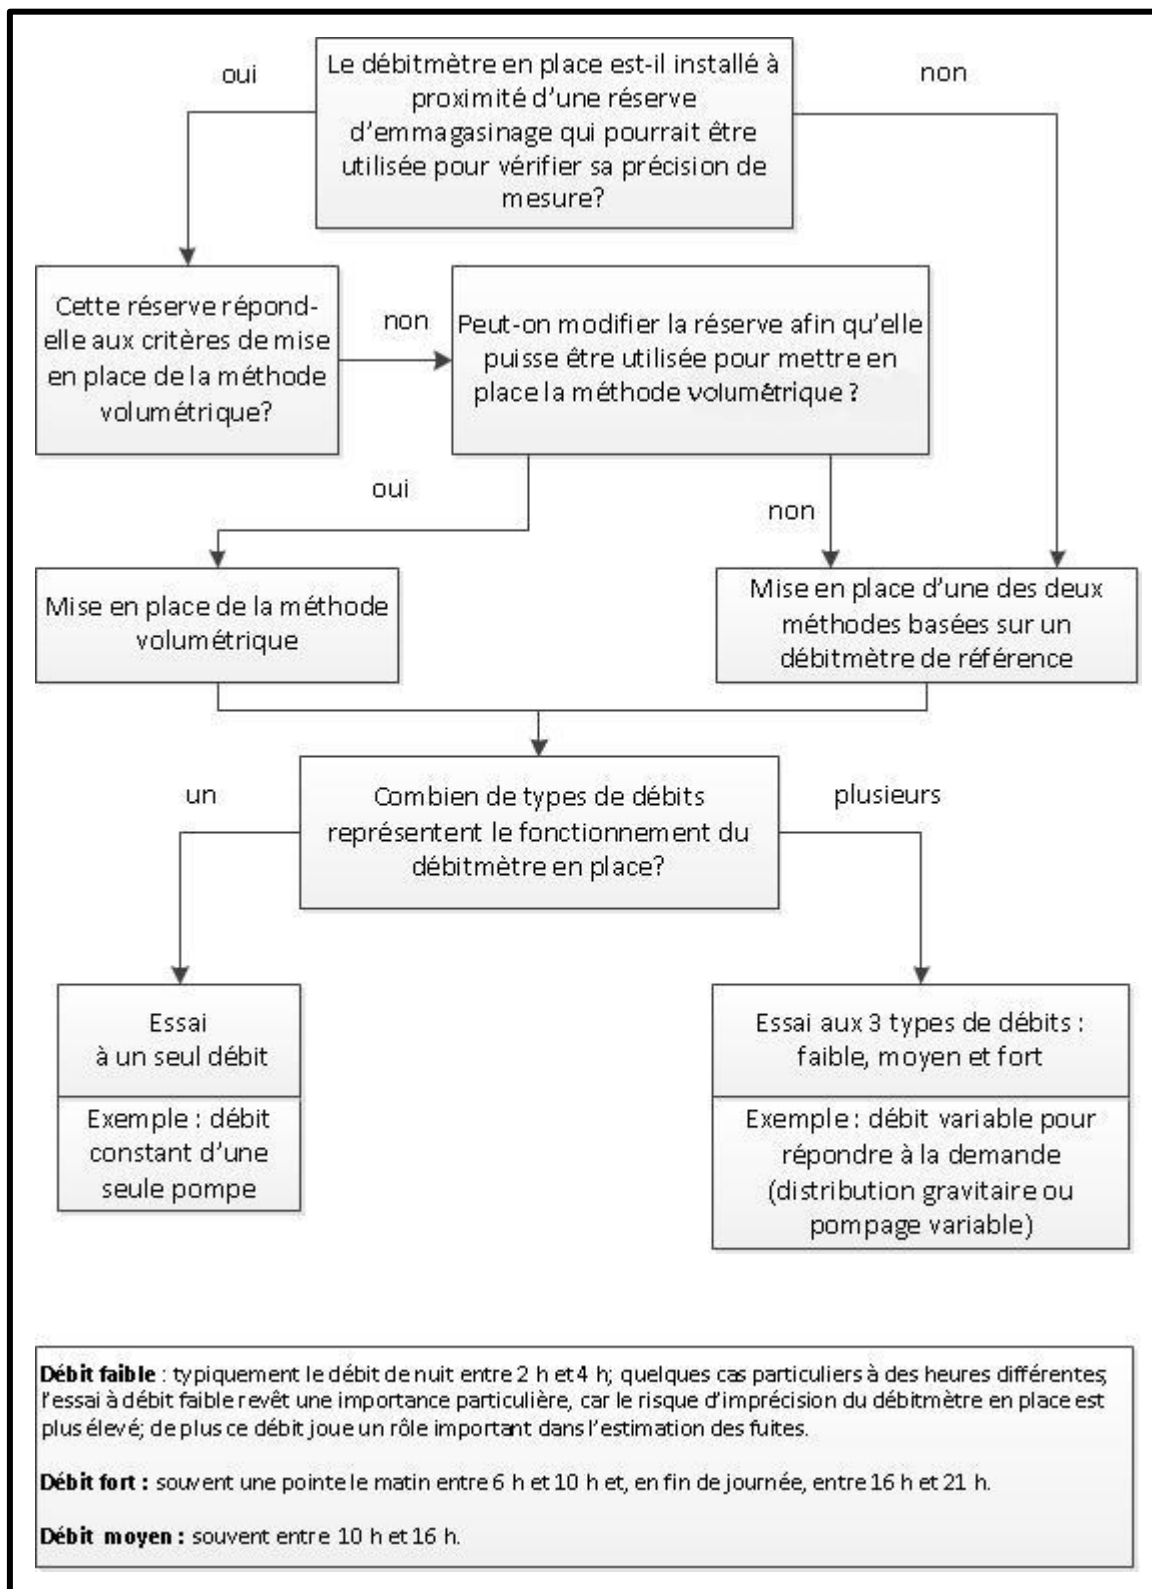 oui
Le débitmètre en place est-il installé à
proximité d'une réserve
d'emmagasinage qui pourrait être
utilisée pour vérifier sa précision de
mesure?
non
Cette réserve répond-
elle aux critères de mise
en place de la méthode
volumétrique?
non
Peut-on modifier la réserve afin qu'elle
puisse être utilisée pour mettre en
place la méthode volumétrique ?
oui
non
Mise en place de la méthode
volumétrique
Mise en place d'une des deux
méthodes basées sur un
débitmètre de référence
un
Combien de types de débits
représentent le fonctionnement du
débitmètre en place?
plusieurs
Essai
à un seul débit
Exemple : débit
constant d'une
seule pompe
Essai aux 3 types de débits :
faible, moyen et fort
Exemple : débit variable pour
répondre à la demande
(distribution gravitaire ou
pompage variable)
Débit faible : typiquement le débit de nuit entre 2 h et 4 h; quelques cas particuliers à des heures différentes;
l'essai à débit faible revêt une importance particulière, car le risque d'imprécision du débitmètre en place est
plus élevé; de plus ce débit joue un rôle important dans l'estimation des fuites.
Débit fort : souvent une pointe le matin entre 6 h et 10 h et, en fin de journée, entre 16 h et 21 h.
Débit moyen : souvent entre 10 h et 16 h.